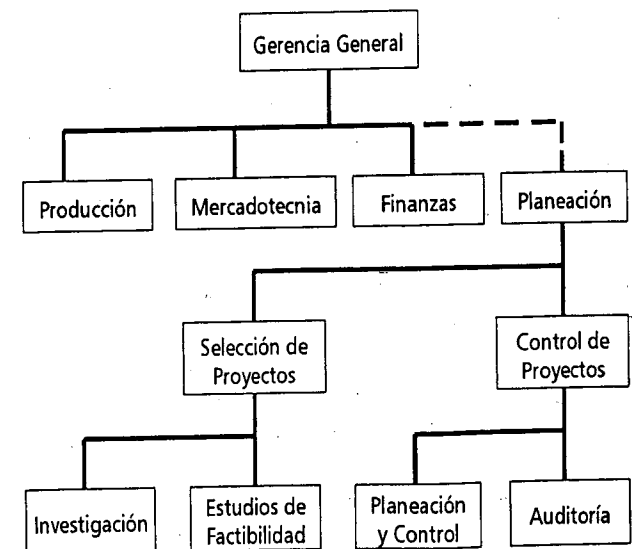 Gerencia General
Producción
Mercadotecnia
Finanzas
Planeación
Selección de
Proyectos
Control de
Proyectos
Investigación
Estudios de
Factibilidad
Planeación
y Control
Auditoría